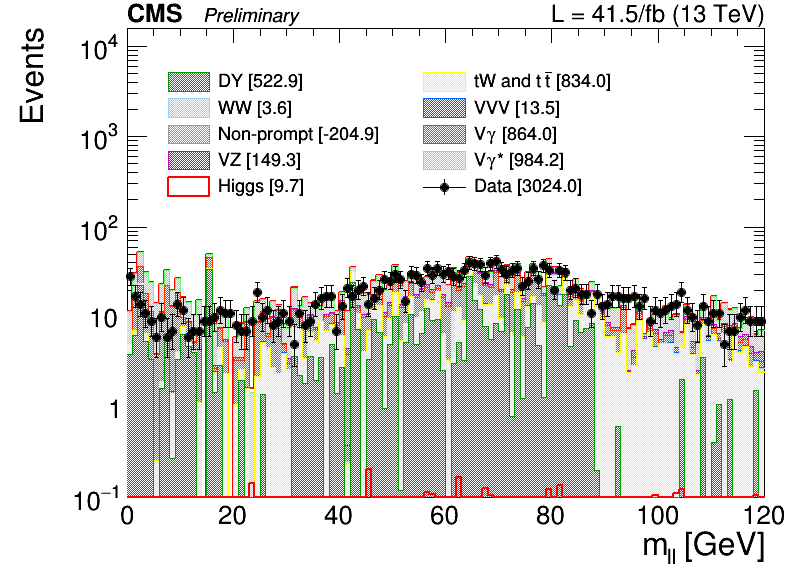 CMS Preliminary L = 41.5/fb (13 TeV)
Events
10⁴
10³
10²
10
1
10⁻¹
DY [522.9]
WW [3.6]
Non-prompt [-204.9]
VZ [149.3]
Higgs [9.7]
tW and tt̄ [834.0]
VVV [13.5]
Vγ [864.0]
Vγ* [984.2]
Data [3024.0]
0 20 40 60 80 100 120
m_ll [GeV]